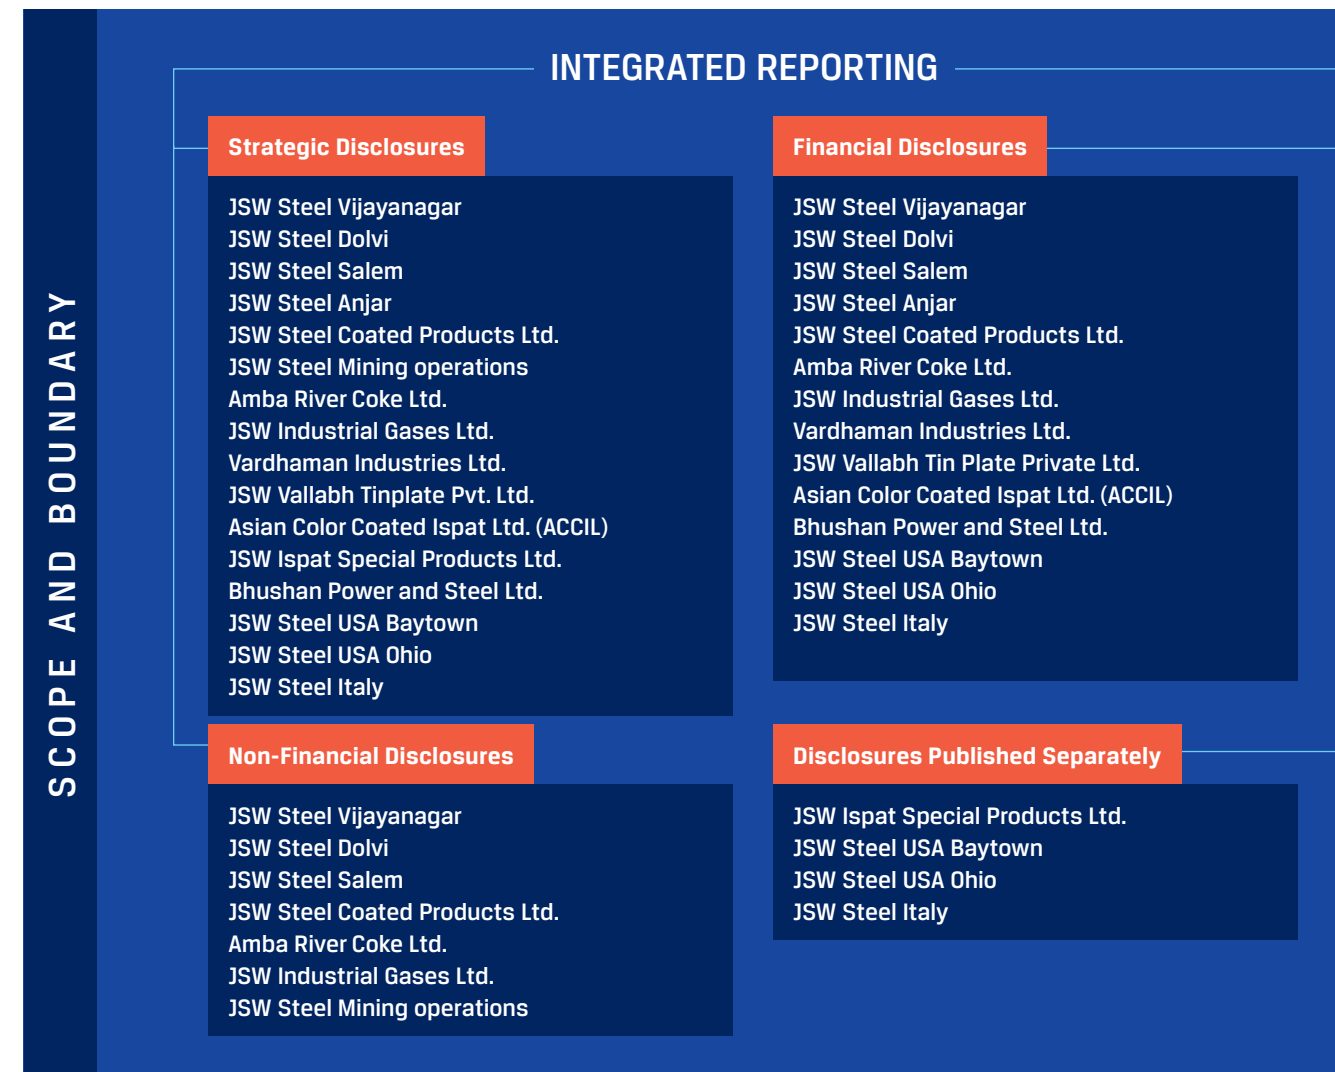 SCOPE AND BOUNDARY
INTEGRATED REPORTING
Strategic Disclosures
JSW Steel Vijayanagar
JSW Steel Dolvi
JSW Steel Salem
JSW Steel Anjar
JSW Steel Coated Products Ltd.
JSW Steel Mining operations
Amba River Coke Ltd.
JSW Industrial Gases Ltd.
Vardhaman Industries Ltd.
JSW Vallabh Tinplate Pvt. Ltd.
Asian Color Coated Ispat Ltd. (ACCIL)
JSW Ispat Special Products Ltd.
Bhushan Power and Steel Ltd.
JSW Steel USA Baytown
JSW Steel USA Ohio
JSW Steel Italy
Financial Disclosures
JSW Steel Vijayanagar
JSW Steel Dolvi
JSW Steel Salem
JSW Steel Anjar
JSW Steel Coated Products Ltd.
Amba River Coke Ltd.
JSW Industrial Gases Ltd.
Vardhaman Industries Ltd.
JSW Vallabh Tin Plate Private Ltd.
Asian Color Coated Ispat Ltd. (ACCIL)
Bhushan Power and Steel Ltd.
JSW Steel USA Baytown
JSW Steel USA Ohio
JSW Steel Italy
Non-Financial Disclosures
JSW Steel Vijayanagar
JSW Steel Dolvi
JSW Steel Salem
JSW Steel Coated Products Ltd.
Amba River Coke Ltd.
JSW Industrial Gases Ltd.
JSW Steel Mining operations
Disclosures Published Separately
JSW Ispat Special Products Ltd.
JSW Steel USA Baytown
JSW Steel USA Ohio
JSW Steel Italy